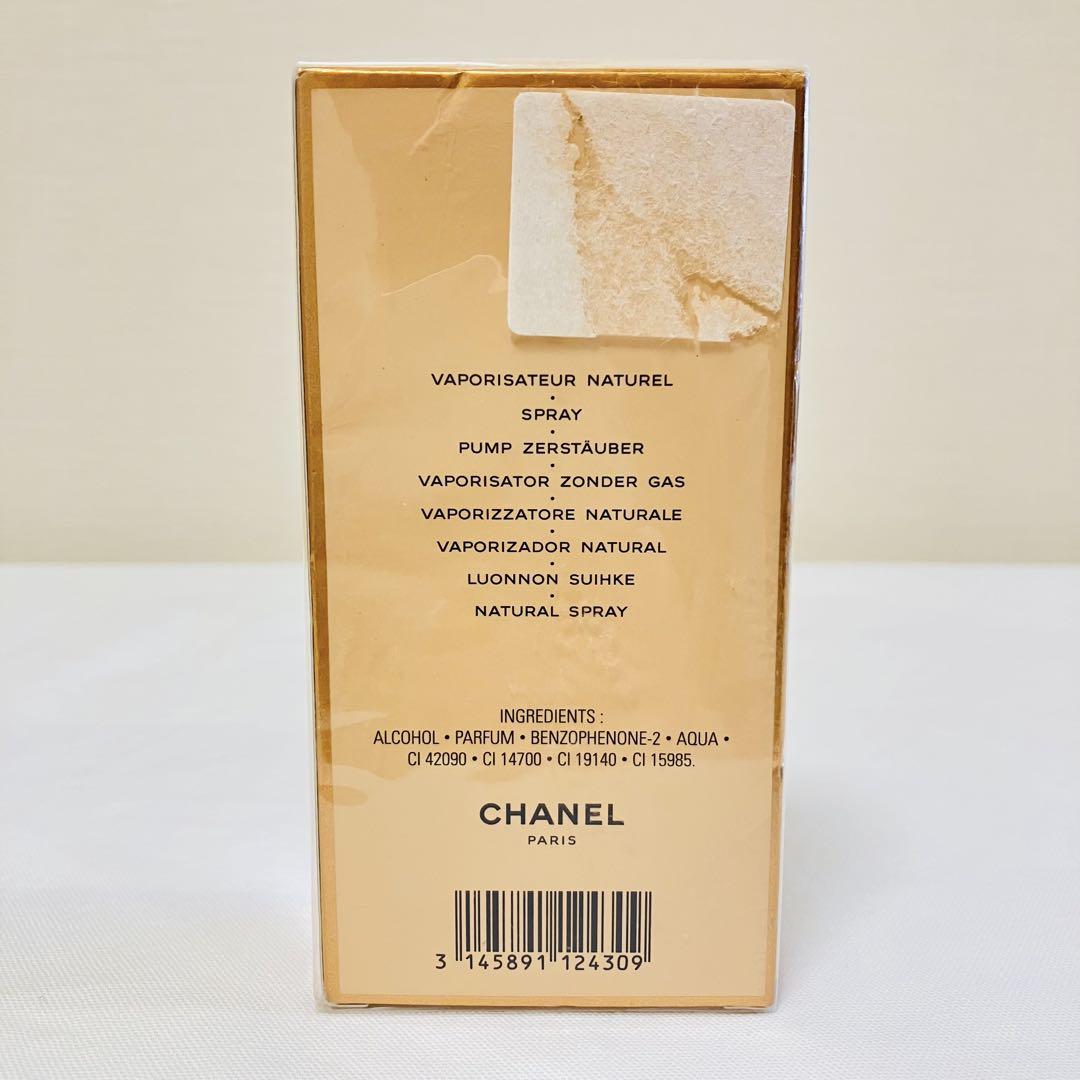 VAPORISATEUR NATUREL
•
SPRAY
•
PUMP ZERSTÄUBER
•
VAPORISATOR ZONDER GAS
•
VAPORIZZATORE NATURALE
•
VAPORIZADOR NATURAL
•
LUONNON SUIHKE
•
NATURAL SPRAY
INGREDIENTS :
ALCOHOL • PARFUM • BENZOPHENONE-2 • AQUA •
CI 42090 • CI 14700 • CI 19140 • CI 15985.
CHANEL
PARIS
3 145891 124309